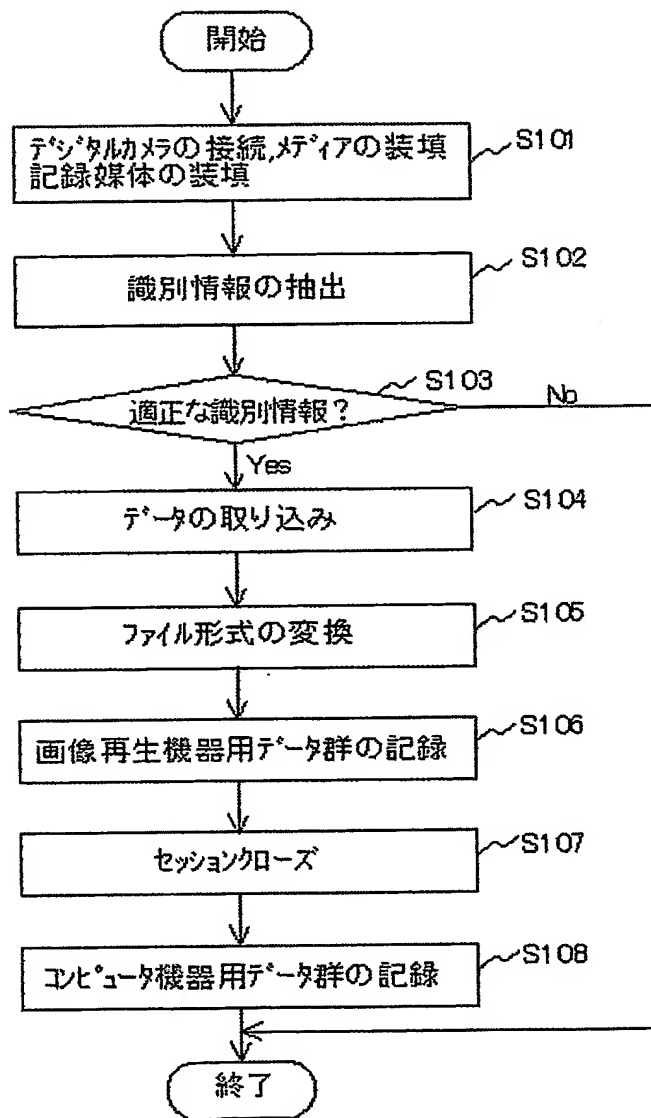 開始
デジタルカメラの接続,メディアの装填
記録媒体の装填
S101
識別情報の抽出
S102
適正な識別情報?
S103
No
Yes
データの取り込み
S104
ファイル形式の変換
S105
画像再生機器用データ群の記録
S106
セッションクローズ
S107
コンピュータ機器用データ群の記録
S108
終了